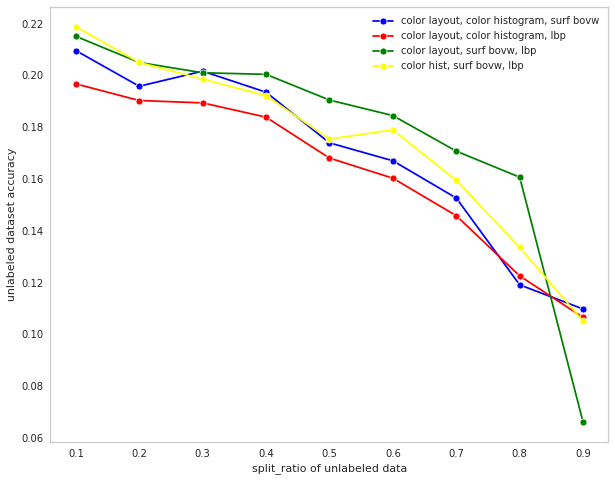 color layout, color histogram, surf bovw
color layout, color histogram, lbp
color layout, surf bovw, lbp
color hist, surf bovw, lbp
unlabeled dataset accuracy
0.22
0.20
0.18
0.16
0.14
0.12
0.10
0.08
0.06
0.1 0.2 0.3 0.4 0.5 0.6 0.7 0.8 0.9
split_ratio of unlabeled data